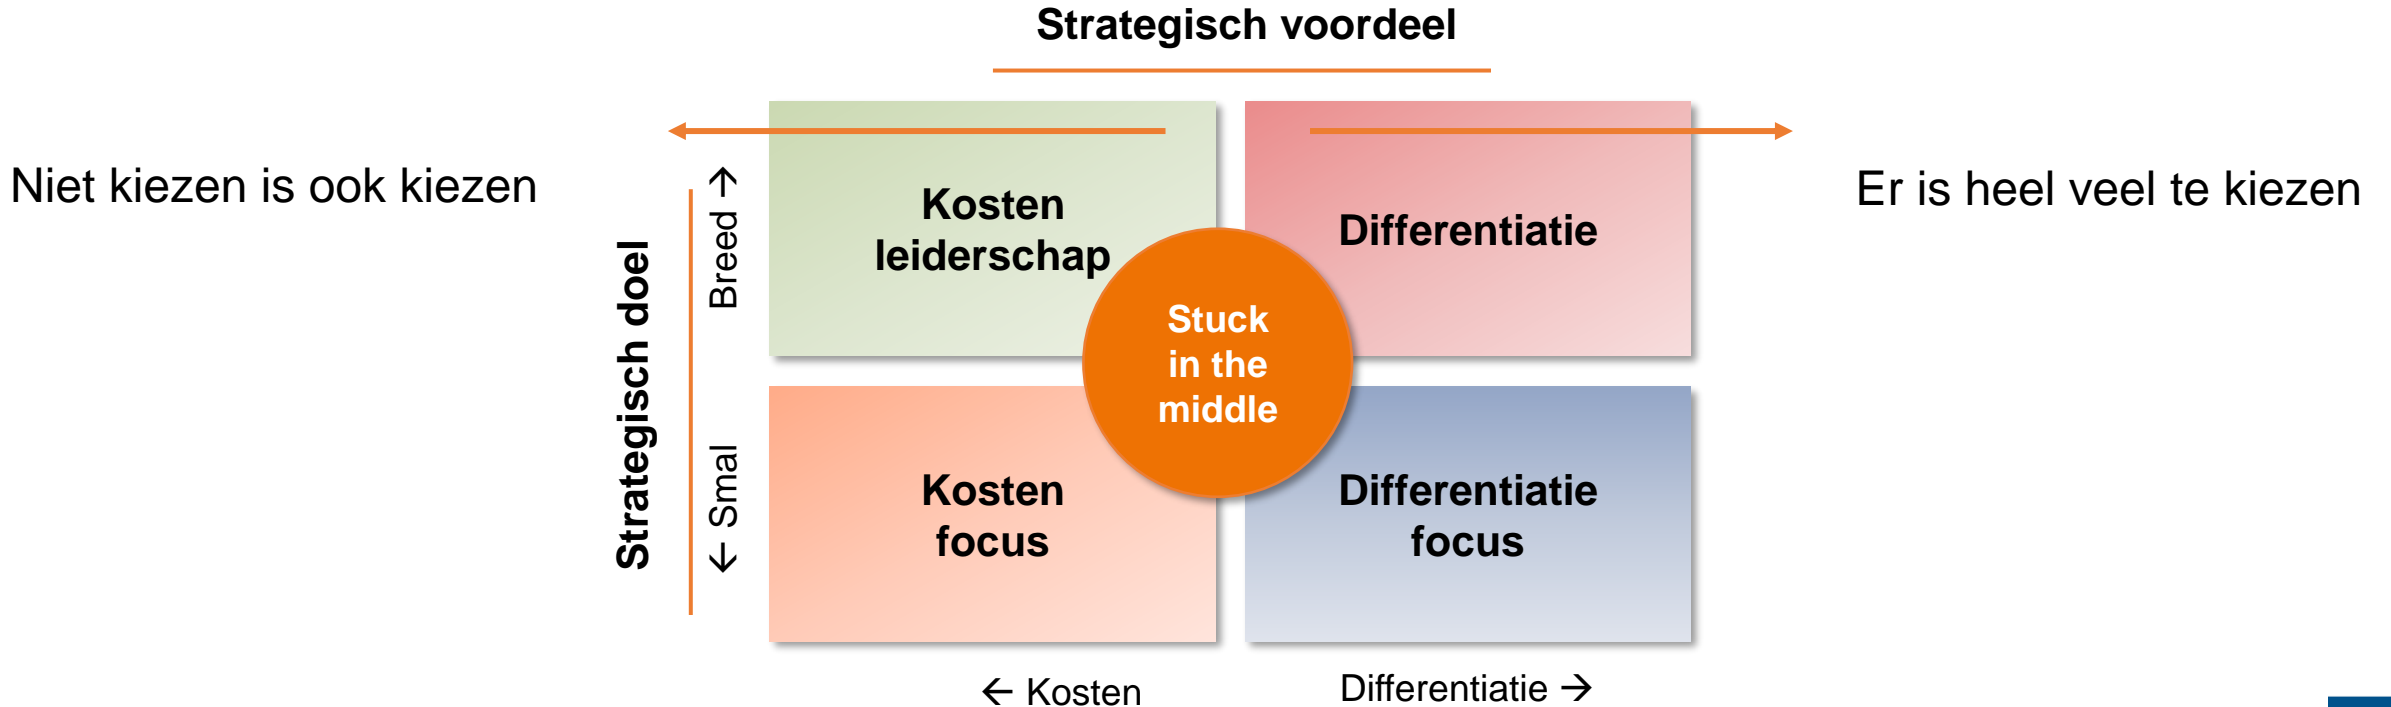 Strategisch voordeel
Niet kiezen is ook kiezen
Er is heel veel te kiezen
Strategisch doel
Breed →
← Smal
Kosten
leiderschap
Differentiatie
Stuck
in the
middle
Kosten
focus
Differentiatie
focus
← Kosten
Differentiatie →